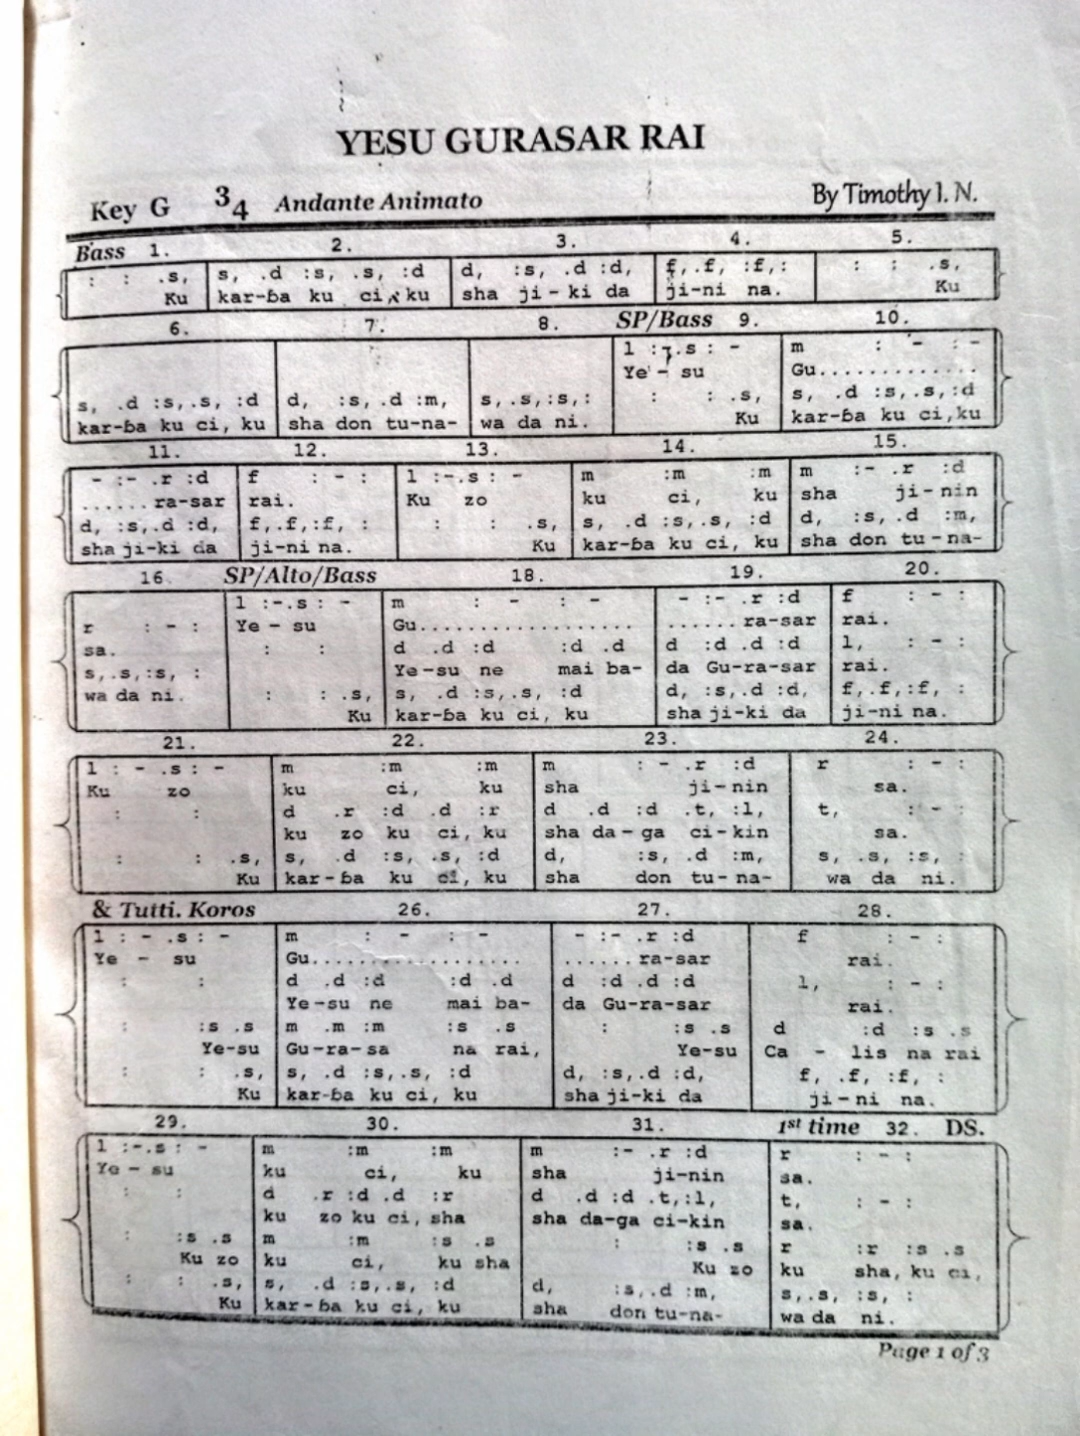 YESU GURASAR RAI
Key G 3 4 Andante Animato By Timothy I. N.
Bass 1. 2. 3. 4. 5.
: : .s, s, .d :s, .s, :d d, :s, .d :d, f, .f, :f, : : : .s,
Ku kar-ɓa ku ci, ku sha ji - ki da ji-ni na. Ku
6. 7. 8. SP/Bass 9. 10.
l :-.s : - m : - : -
Ye - su Gu.............
s, .d :s,.s, :d d, :s, .d :m, s,.s,:s,: : : .s, s, .d :s,.s,:d
kar-ɓa ku ci, ku sha don tu-na- wa da ni. Ku kar-ɓa ku ci,ku
11. 12. 13. 14. 15.
- :- .r :d f : - : l :-.s : - m :m :m m :- .r :d
...... ra-sar rai. Ku zo ku ci, ku sha ji-nin
d, :s,.d :d, f,.f,:f, : : : .s, s, .d :s,.s, :d d, :s, .d :m,
sha ji-ki da ji-ni na. Ku kar-ɓa ku ci, ku sha don tu-na-
16. SP/Alto/Bass 18. 19. 20.
l :-.s : - m : - : - - :- .r :d f : - :
r : - : Ye - su Gu.................. ...... ra-sar rai.
sa. : : d .d :d :d .d d :d .d :d l, : - :
s,.s,:s, : Ye-su ne mai ba- da Gu-ra-sar rai.
wa da ni. : : .s, s, .d :s,.s, :d d, :s,.d :d, f,.f,:f, :
Ku kar-ɓa ku ci, ku sha ji-ki da ji-ni na.
21. 22. 23. 24.
l : - .s : - m :m :m m : - .r :d r : - :
Ku zo ku ci, ku sha ji-nin sa.
: : d .r :d .d :r d .d :d .t, :l, t, : - :
ku zo ku ci, ku sha da-ga ci-kin sa.
: : .s, s, .d :s, .s, :d d, :s, .d :m, s, .s, :s, :
Ku kar-ɓa ku ci, ku sha don tu-na- wa da ni.
& Tutti. Koros 26. 27. 28.
l : - .s : - m : - : - - :- .r :d f : - :
Ye - su Gu.................. ...... ra-sar rai.
: : d .d :d :d .d d :d .d :d l, : - :
Ye-su ne mai ba- da Gu-ra-sar rai.
: :s .s m .m :m :s .s : :s .s d :d :s .s
Ye-su Gu-ra-sa na rai, Ye-su Ca - lis na rai
: : .s, s, .d :s,.s, :d d, :s,.d :d, f, .f, :f, :
Ku kar-ɓa ku ci, ku sha ji-ki da ji-ni na.
29. 30. 31. 1st time 32. DS.
l :-.s : - m :m :m m :- .r :d r : - :
Ye - su ku ci, ku sha ji-nin sa.
: : d .r :d .d :r d .d :d .t,:l, t, : - :
ku zo ku ci, sha sha da-ga ci-kin sa.
: :s .s m :m :s .s : :s .s r :r :s .s
Ku zo ku ci, ku sha Ku zo ku sha, ku ci,
: : .s, s, .d :s,.s, :d d, :s,.d :m, s,.s, :s, :
Ku kar-ɓa ku ci, ku sha don tu-na- wa da ni.
Page 1 of 3